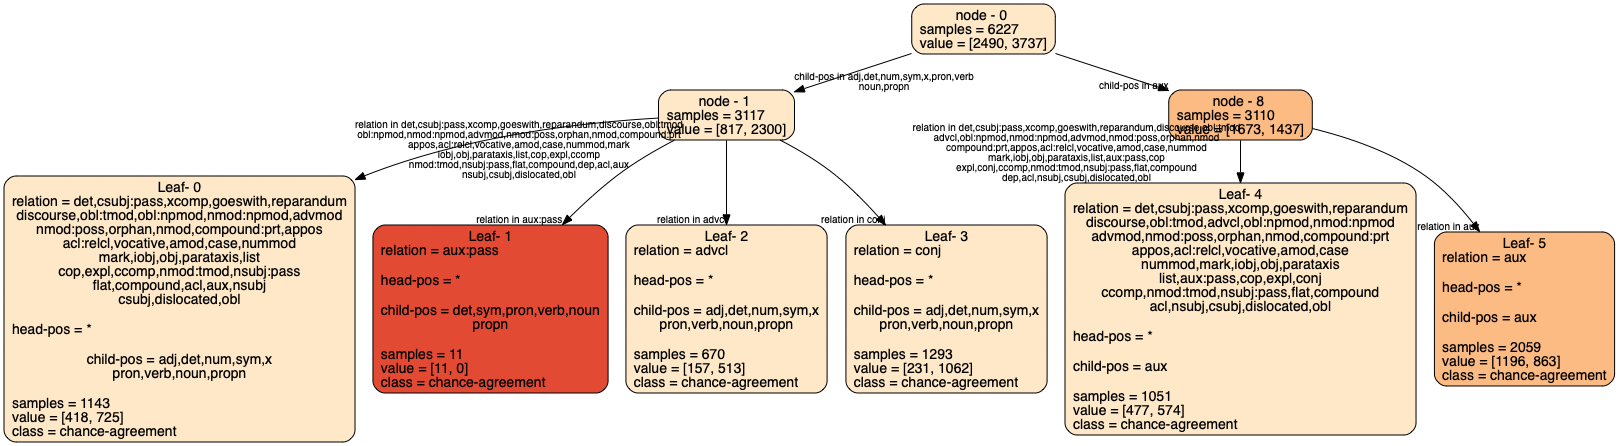 node - 0
samples = 6227
value = [2490, 3737]
child-pos in adj,det,num,sym,x,pron,verb
noun,propn
child-pos in aux
node - 1
samples = 3117
value = [817, 2300]
node - 8
samples = 3110
value = [1673, 1437]
relation in det,csubj:pass,xcomp,goeswith,reparandum,discourse,obl:tmod
obl:npmod,nmod:npmod,advmod,nmod:poss,orphan,nmod,compound:prt
appos,acl:relcl,vocative,amod,case,nummod,mark
iobj,obj,parataxis,list,cop,expl,ccomp
nmod:tmod,nsubj:pass,flat,compound,dep,acl,aux
nsubj,csubj,dislocated,obl
relation in aux:pass
relation in advcl
relation in conj
relation in det,csubj:pass,xcomp,goeswith,reparandum,discourse,obl:tmod
advcl,obl:npmod,nmod:npmod,advmod,nmod:poss,orphan,nmod
compound:prt,appos,acl:relcl,vocative,amod,case,nummod
mark,iobj,obj,parataxis,list,aux:pass,cop
expl,conj,ccomp,nmod:tmod,nsubj:pass,flat,compound
dep,acl,nsubj,csubj,dislocated,obl
relation in aux
Leaf- 0
relation = det,csubj:pass,xcomp,goeswith,reparandum
discourse,obl:tmod,obl:npmod,nmod:npmod,advmod
nmod:poss,orphan,nmod,compound:prt,appos
acl:relcl,vocative,amod,case,nummod
mark,iobj,obj,parataxis,list
cop,expl,ccomp,nmod:tmod,nsubj:pass
flat,compound,acl,aux,nsubj
csubj,dislocated,obl
head-pos = *
child-pos = adj,det,num,sym,x
pron,verb,noun,propn
samples = 1143
value = [418, 725]
class = chance-agreement
Leaf- 1
relation = aux:pass
head-pos = *
child-pos = det,sym,pron,verb,noun
propn
samples = 11
value = [11, 0]
class = chance-agreement
Leaf- 2
relation = advcl
head-pos = *
child-pos = adj,det,num,sym,x
pron,verb,noun,propn
samples = 670
value = [157, 513]
class = chance-agreement
Leaf- 3
relation = conj
head-pos = *
child-pos = adj,det,num,sym,x
pron,verb,noun,propn
samples = 1293
value = [231, 1062]
class = chance-agreement
Leaf- 4
relation = det,csubj:pass,xcomp,goeswith,reparandum
discourse,obl:tmod,advcl,obl:npmod,nmod:npmod
advmod,nmod:poss,orphan,nmod,compound:prt
appos,acl:relcl,vocative,amod,case
nummod,mark,iobj,obj,parataxis
list,aux:pass,cop,expl,conj
ccomp,nmod:tmod,nsubj:pass,flat,compound
acl,nsubj,csubj,dislocated,obl
head-pos = *
child-pos = aux
samples = 1051
value = [477, 574]
class = chance-agreement
Leaf- 5
relation = aux
head-pos = *
child-pos = aux
samples = 2059
value = [1196, 863]
class = chance-agreement